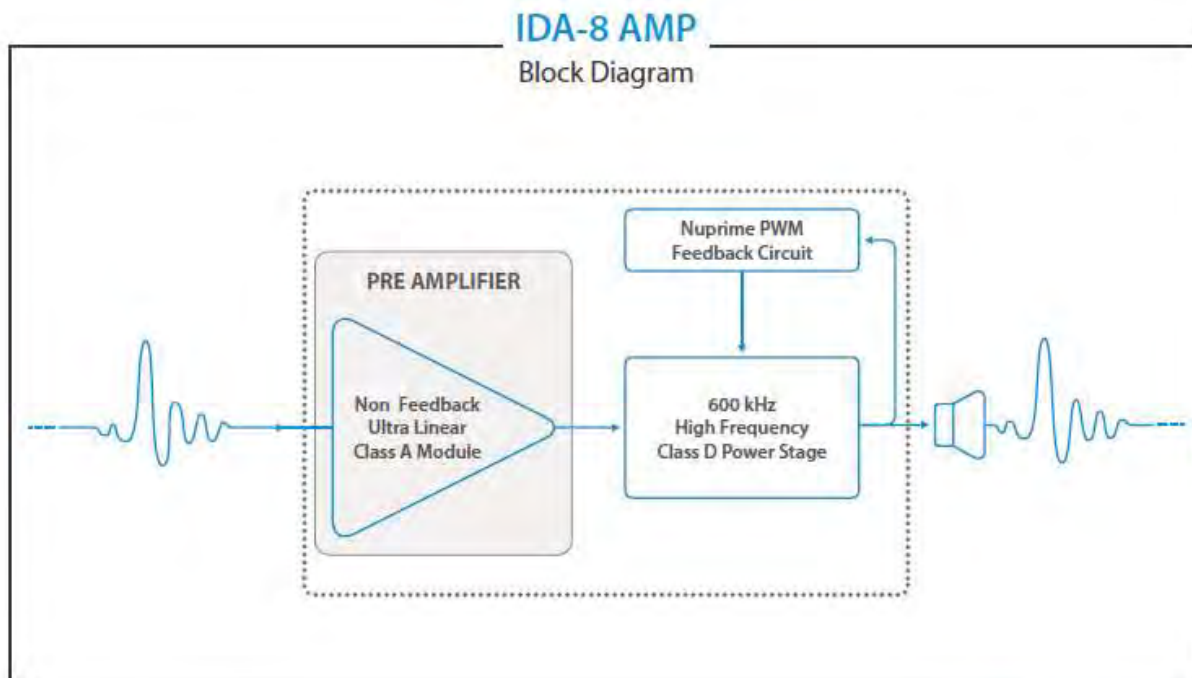 IDA-8 AMP
Block Diagram
PRE AMPLIFIER
Non Feedback
Ultra Linear
Class A Module
Nuprime PWM
Feedback Circuit
600 kHz
High Frequency
Class D Power Stage